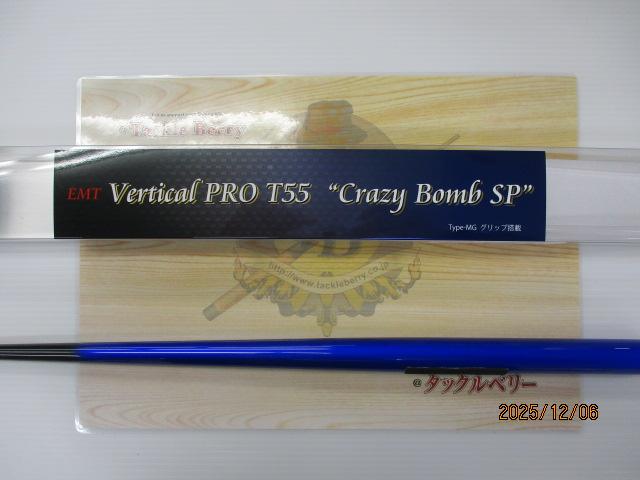 Tackle Berry
EMT Vertical PRO T55 "Crazy Bomb SP"
Type-MG グリップ搭載
http://www.tackleberry.co.jp
@タックルベリー
2025/12/06